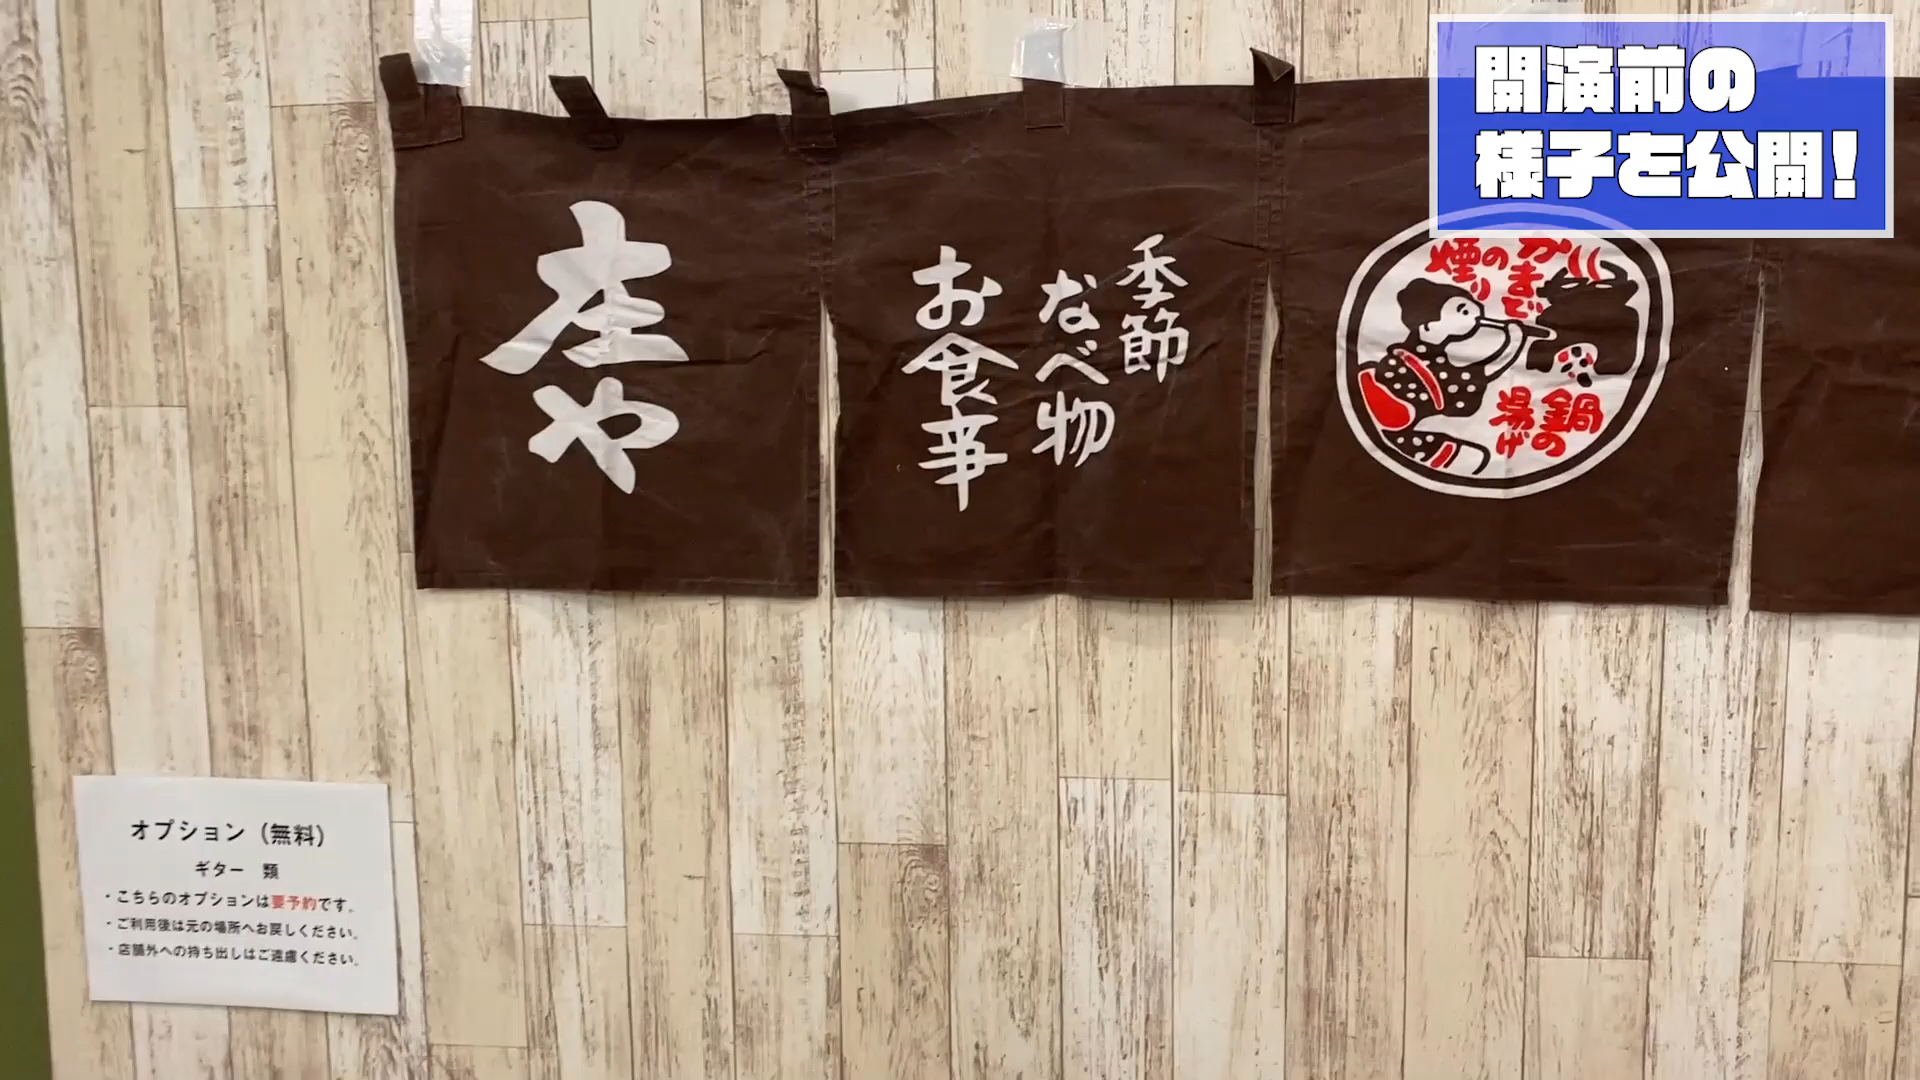 開演前の
様子を公開!
庄や
季節
なべ物
お食事
かまどの煙り
鍋の湯げ
オプション（無料）
ギター　類
・こちらのオプションは要予約です。
・ご利用後は元の場所へお戻しください。
・店舗外への持ち出しはご遠慮ください。